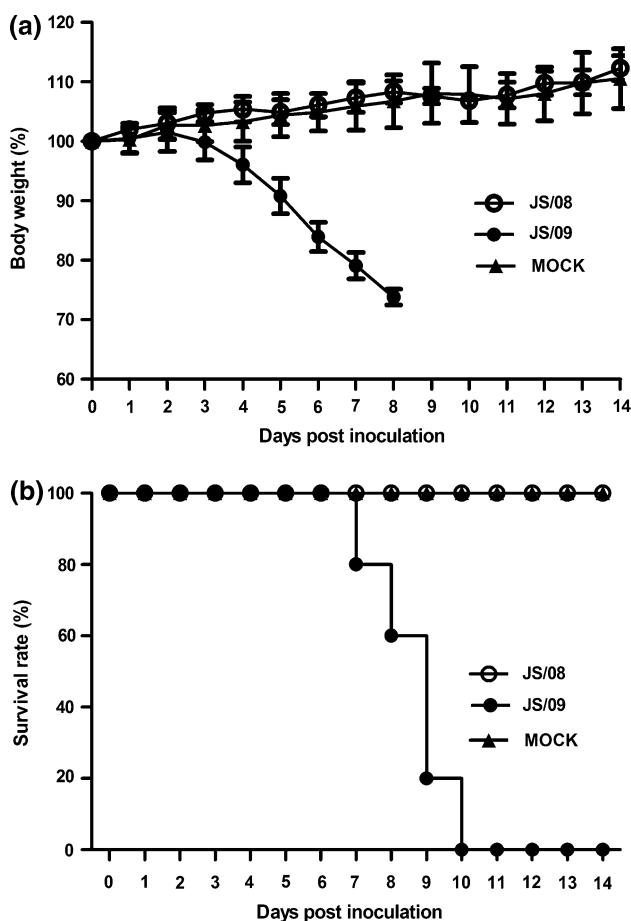 (a)
120
110
100
90
80
70
60
Body weight (%)
JS/08
JS/09
MOCK
0 1 2 3 4 5 6 7 8 9 10 11 12 13 14
Days post inoculation
(b)
100
80
60
40
20
0
Survival rate (%)
JS/08
JS/09
MOCK
0 1 2 3 4 5 6 7 8 9 10 11 12 13 14
Days post inoculation